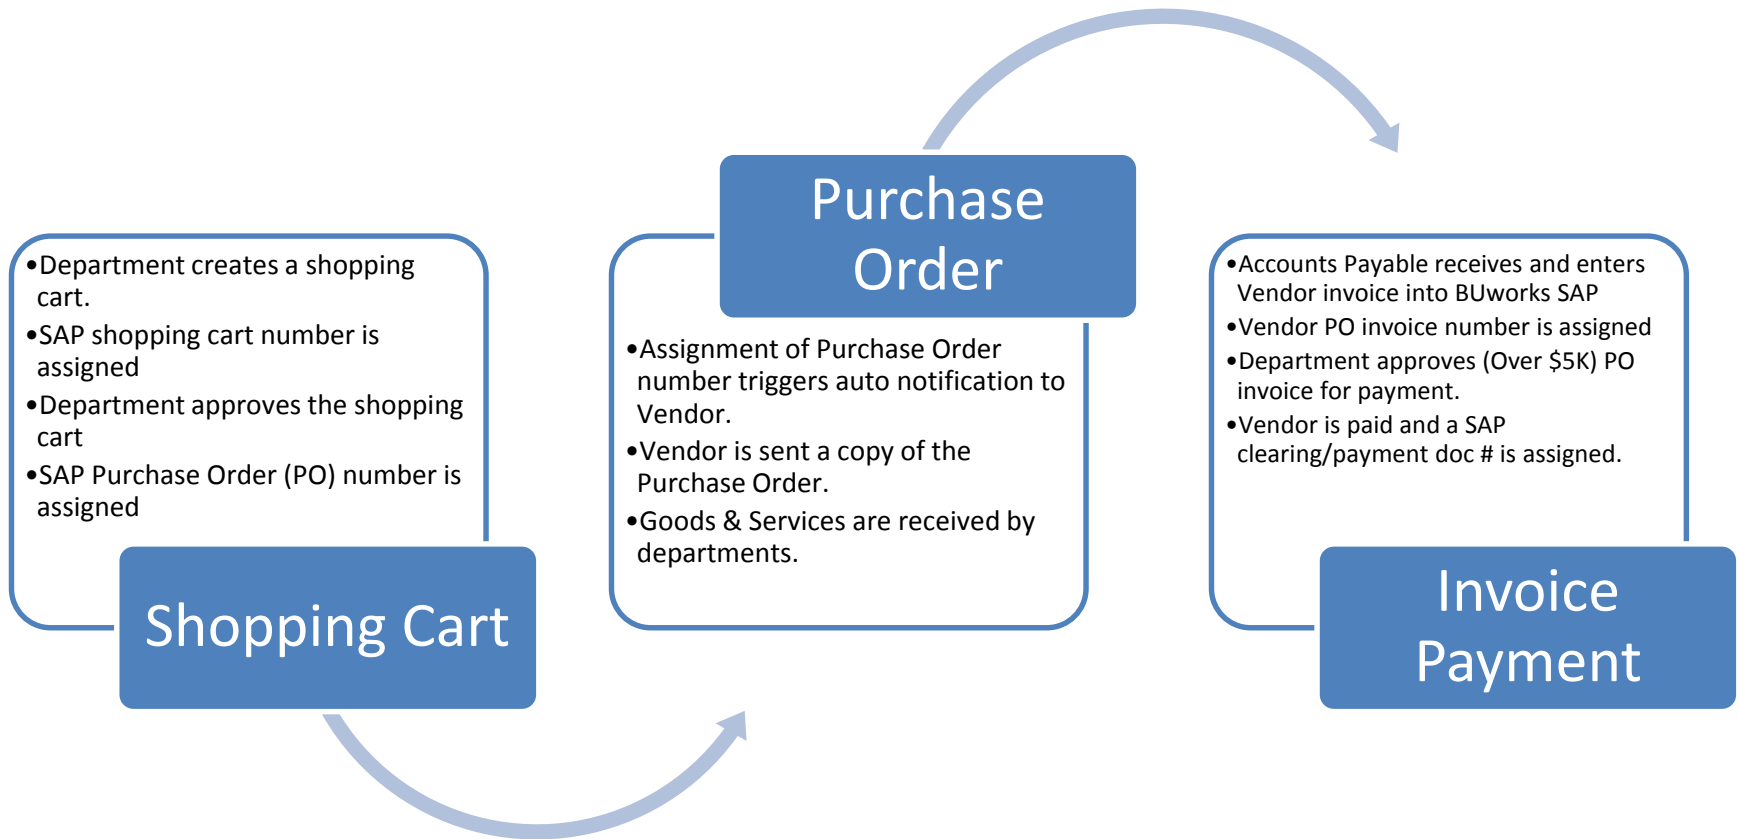 •Department creates a shopping
cart.
•SAP shopping cart number is
assigned
•Department approves the shopping
cart
•SAP Purchase Order (PO) number is
assigned
Shopping Cart
Purchase
Order
•Assignment of Purchase Order
number triggers auto notification to
Vendor.
•Vendor is sent a copy of the
Purchase Order.
•Goods & Services are received by
departments.
•Accounts Payable receives and enters
Vendor invoice into BUworks SAP
•Vendor PO invoice number is assigned
•Department approves (Over $5K) PO
invoice for payment.
•Vendor is paid and a SAP
clearing/payment doc # is assigned.
Invoice
Payment